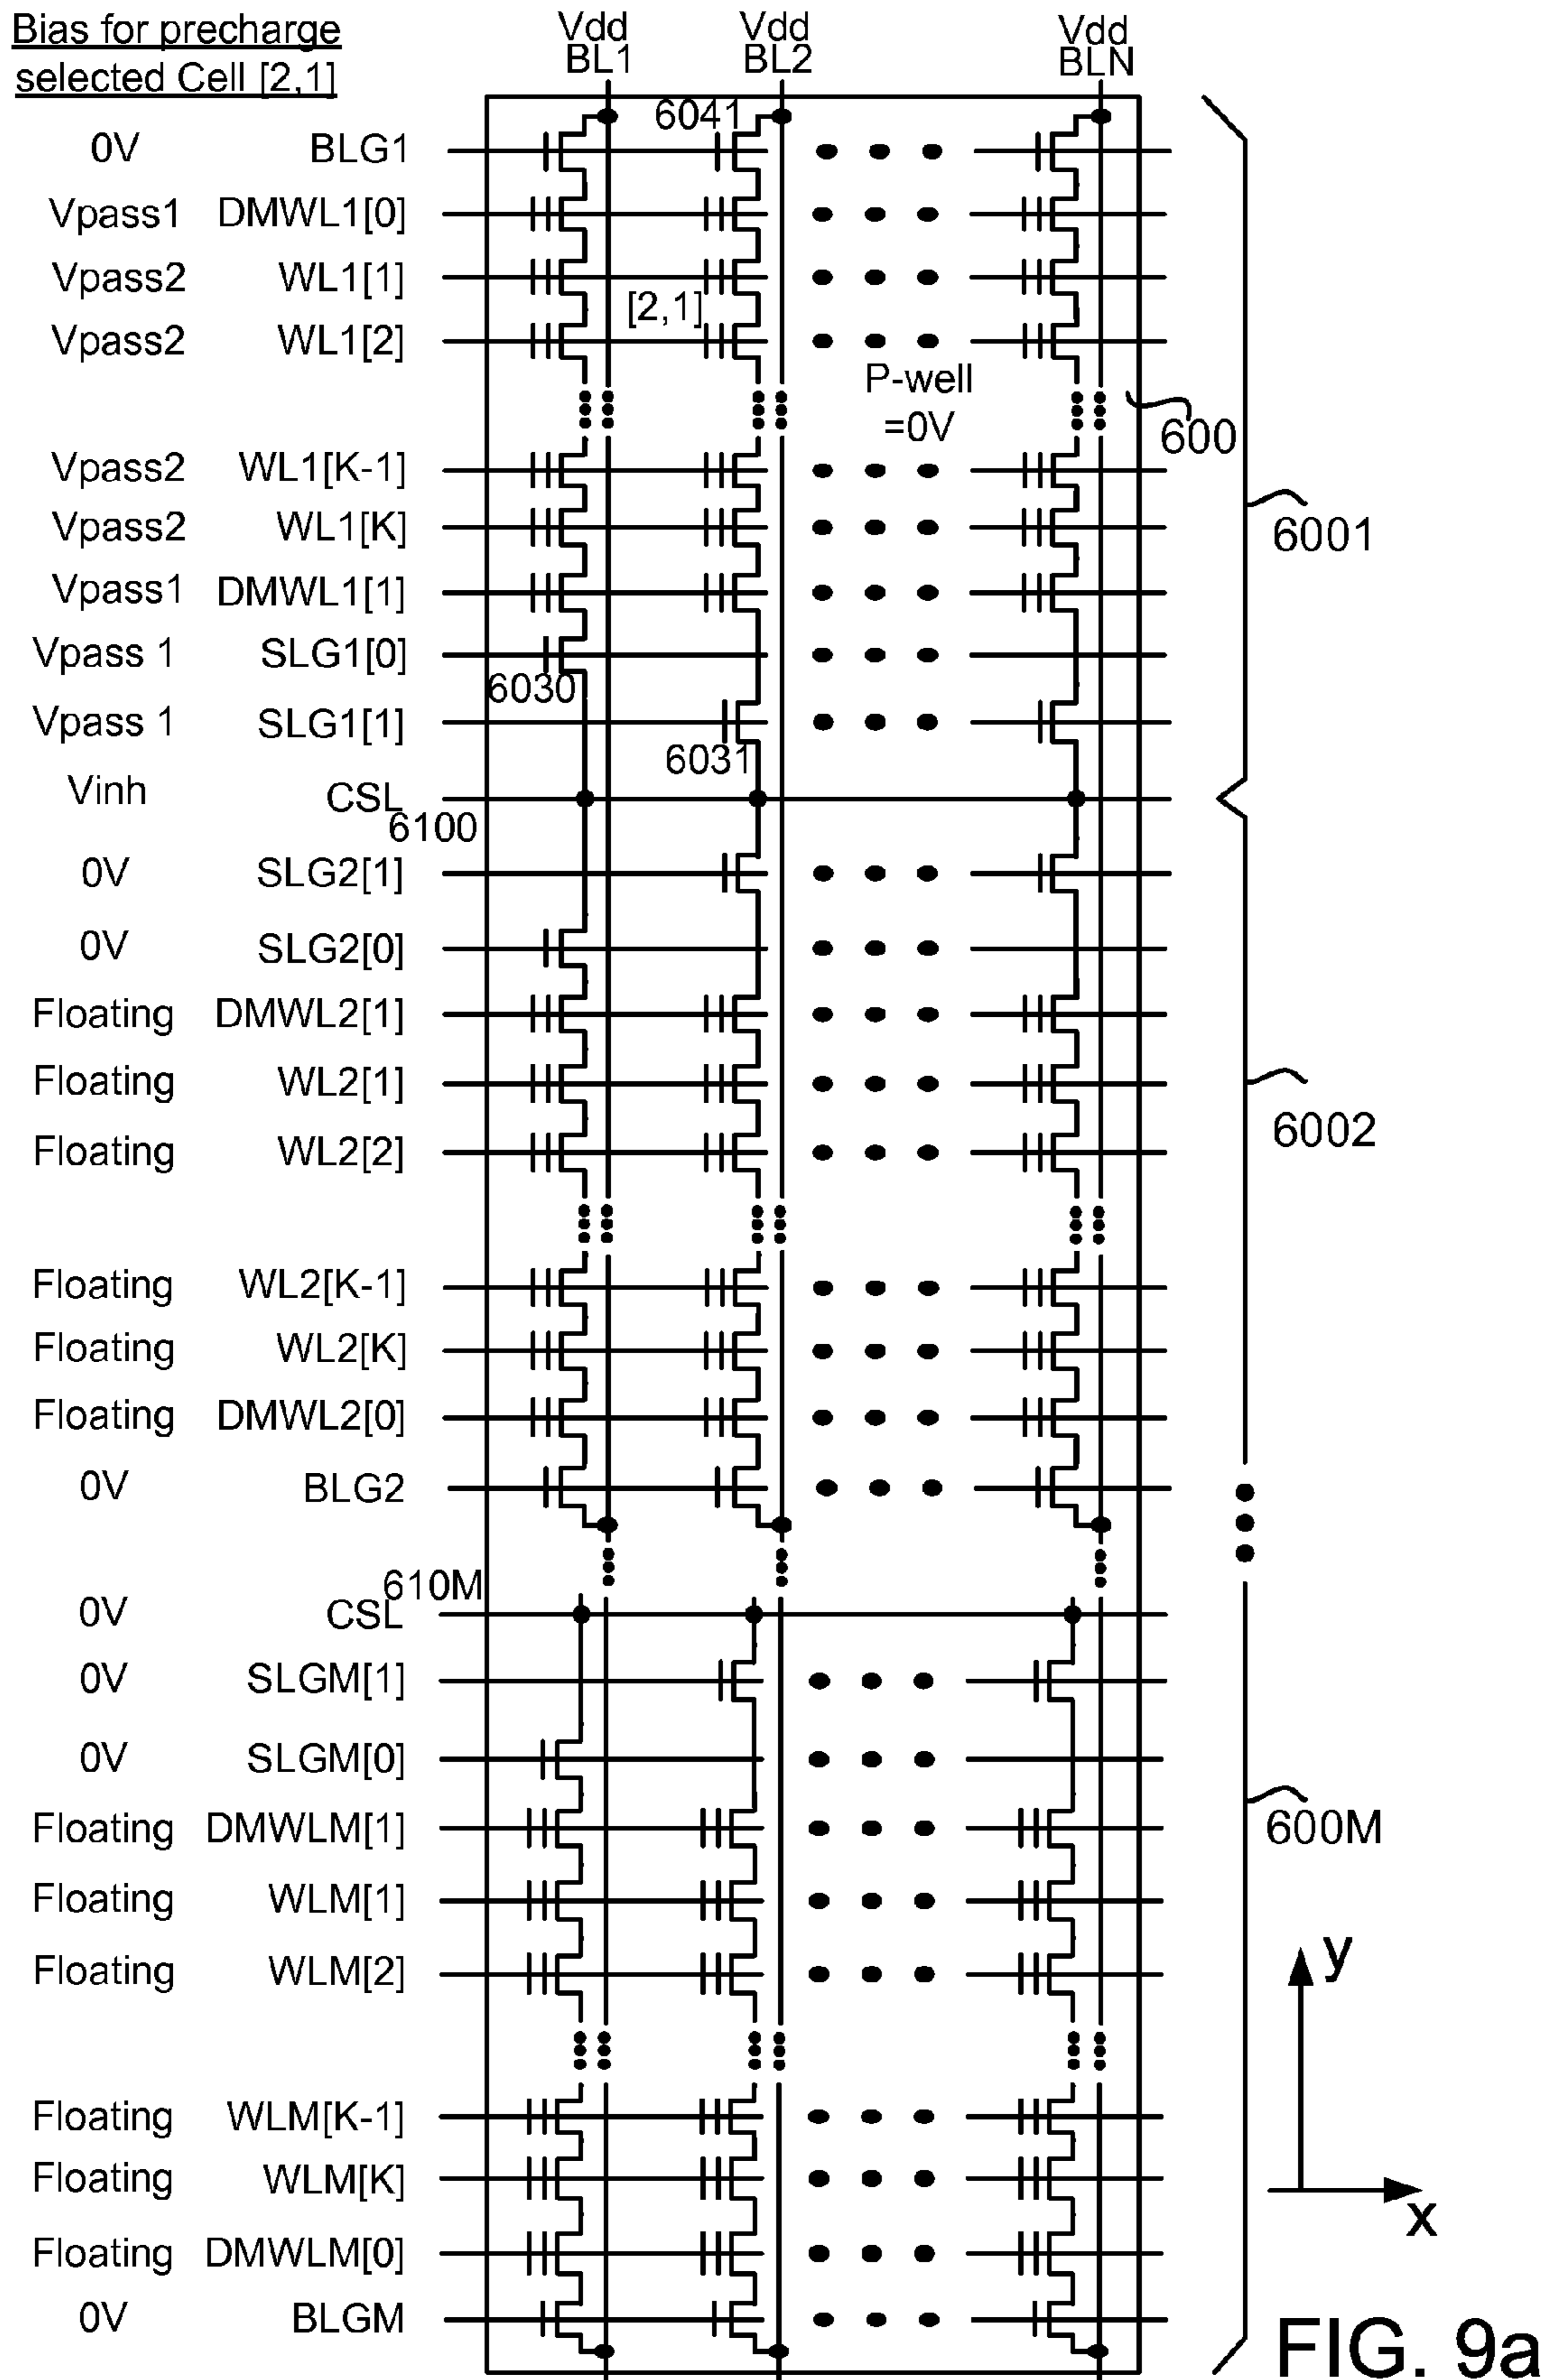 Bias for precharge
selected Cell [2,1]
Vdd Vdd Vdd
BL1 BL2 BLN
6041
0V BLG1
Vpass1 DMWL1[0]
Vpass2 WL1[1]
[2,1]
Vpass2 WL1[2]
P-well
=0V
600
Vpass2 WL1[K-1]
6001
Vpass2 WL1[K]
Vpass1 DMWL1[1]
Vpass 1 SLG1[0]
6030
Vpass 1 SLG1[1]
6031
Vinh CSL
6100
0V SLG2[1]
0V SLG2[0]
Floating DMWL2[1]
Floating WL2[1]
6002
Floating WL2[2]
Floating WL2[K-1]
Floating WL2[K]
Floating DMWL2[0]
0V BLG2
610M
0V CSL
0V SLGM[1]
0V SLGM[0]
Floating DMWLM[1]
600M
Floating WLM[1]
y
Floating WLM[2]
Floating WLM[K-1]
Floating WLM[K]
x
Floating DMWLM[0]
0V BLGM
FIG. 9a